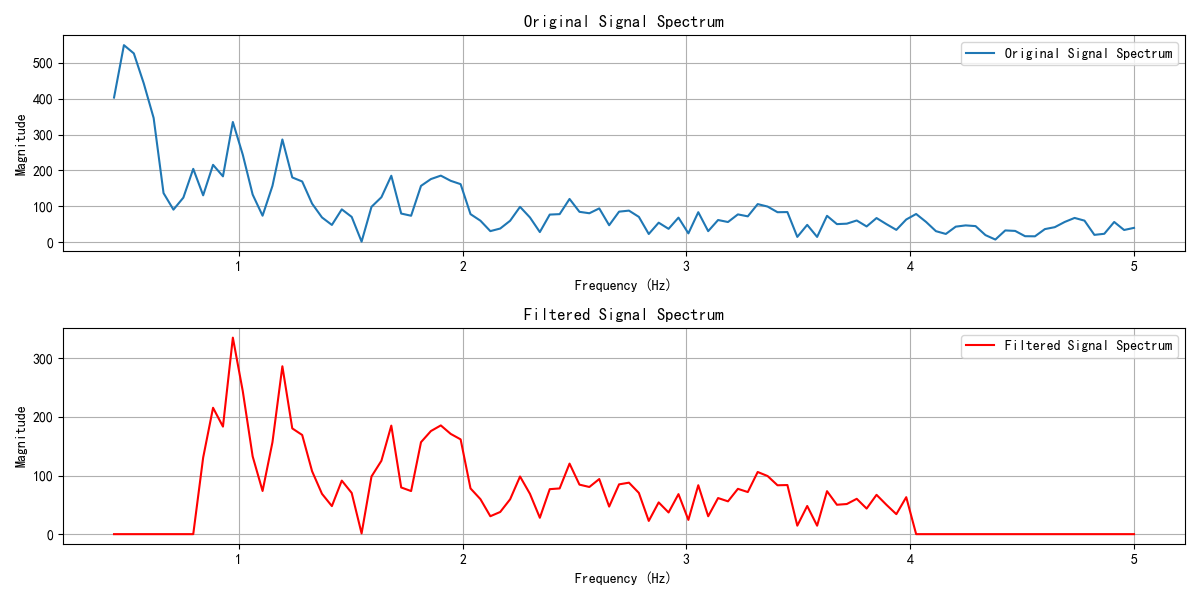 Original Signal Spectrum
Original Signal Spectrum
Magnitude
500
400
300
200
100
0
1 2 3 4 5
Frequency (Hz)
Filtered Signal Spectrum
Filtered Signal Spectrum
Magnitude
300
200
100
0
1 2 3 4 5
Frequency (Hz)